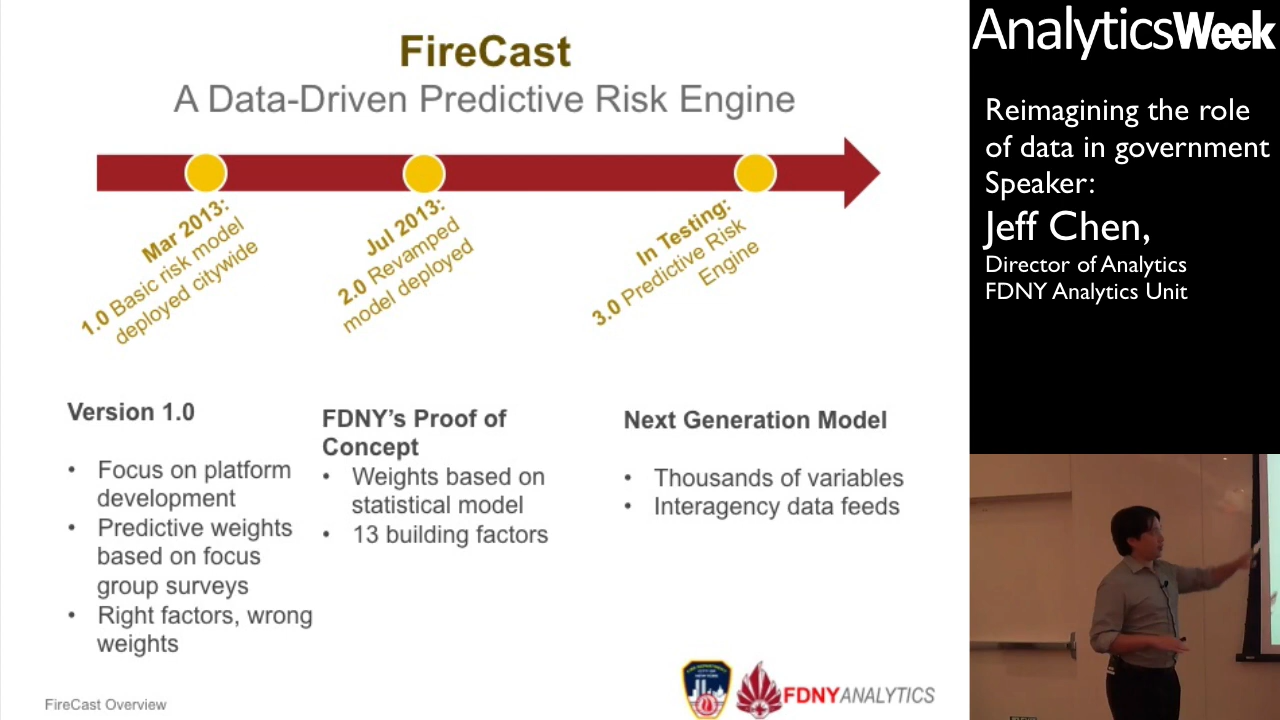 FireCast
A Data-Driven Predictive Risk Engine
Mar 2013:
1.0 Basic risk model
deployed citywide
Jul 2013:
2.0 Revamped
model deployed
In Testing:
3.0 Predictive Risk
Engine
Version 1.0
• Focus on platform
development
• Predictive weights
based on focus
group surveys
• Right factors, wrong
weights
FDNY’s Proof of
Concept
• Weights based on
statistical model
• 13 building factors
Next Generation Model
• Thousands of variables
• Interagency data feeds
FireCast Overview
FDNYANALYTICS
AnalyticsWeek
Reimagining the role
of data in government
Speaker:
Jeff Chen,
Director of Analytics
FDNY Analytics Unit